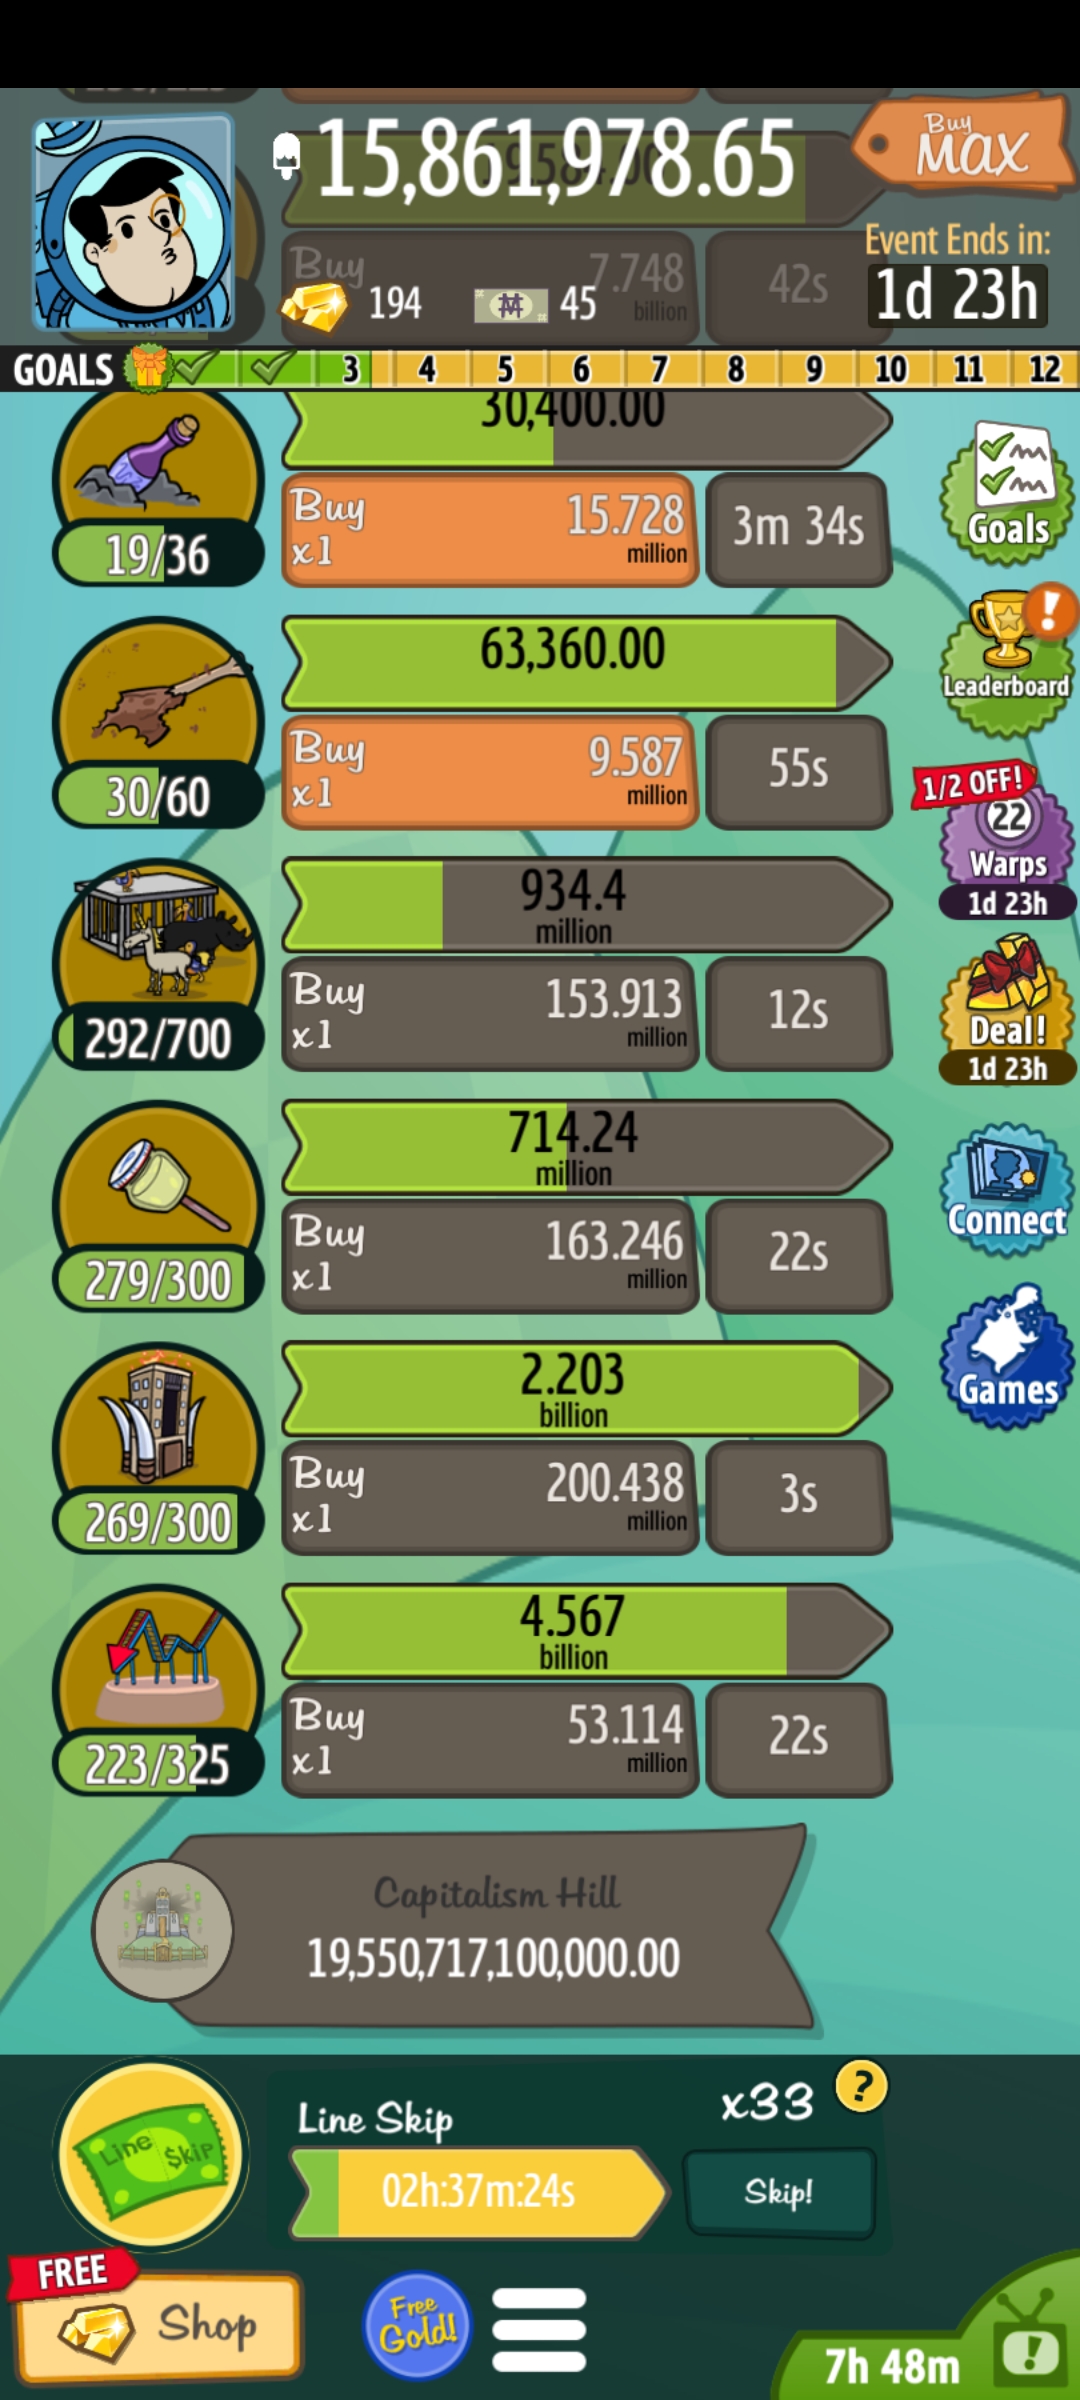 15,861,978.65
Buy
MAX
Buy
7.748
billion
42s
194
45
Event Ends in:
1d 23h
GOALS
3
4
5
6
7
8
9
10
11
12
30,400.00
19/36
Buy
x1
15.728
million
3m 34s
Goals
63,360.00
30/60
Buy
x1
9.587
million
55s
!
Leaderboard
1/2 OFF!
22
Warps
1d 23h
934.4
million
292/700
Buy
x1
153.913
million
12s
Deal!
1d 23h
714.24
million
279/300
Buy
x1
163.246
million
22s
Connect
2.203
billion
269/300
Buy
x1
200.438
million
3s
Games
4.567
billion
223/325
Buy
x1
53.114
million
22s
Capitalism Hill
19,550,717,100,000.00
Line $kip
Line Skip
x33
?
02h:37m:24s
Skip!
FREE
Shop
Free
Gold!
7h 48m
!